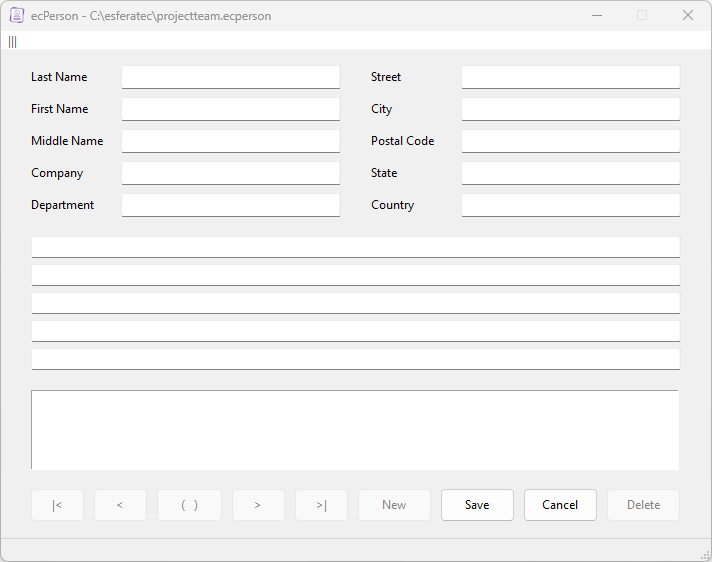 ecPerson - C:\esferatec\projectteam.ecperson
|||
Last Name
Street
First Name
City
Middle Name
Postal Code
Company
State
Department
Country
|< < ( ) > >| New Save Cancel Delete